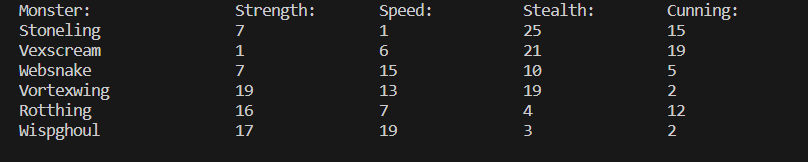 Monster: Strength: Speed: Stealth: Cunning:
Stoneling 7 1 25 15
Vexscream 1 6 21 19
Websnake 7 15 10 5
Vortexwing 19 13 19 2
Rotthing 16 7 4 12
Wispghoul 17 19 3 2